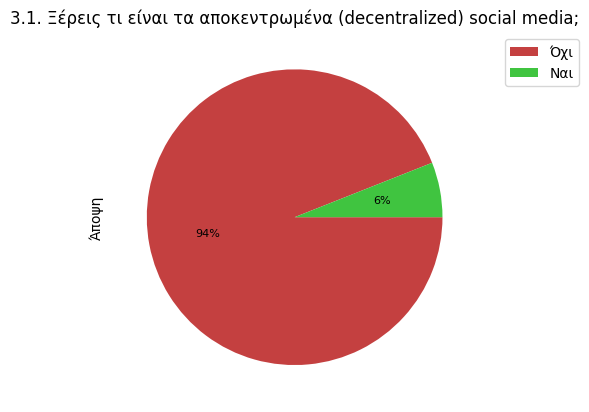 3.1. Ξέρεις τι είναι τα αποκεντρωμένα (decentralized) social media;
Όχι
Ναι
6%
Άποψη
94%